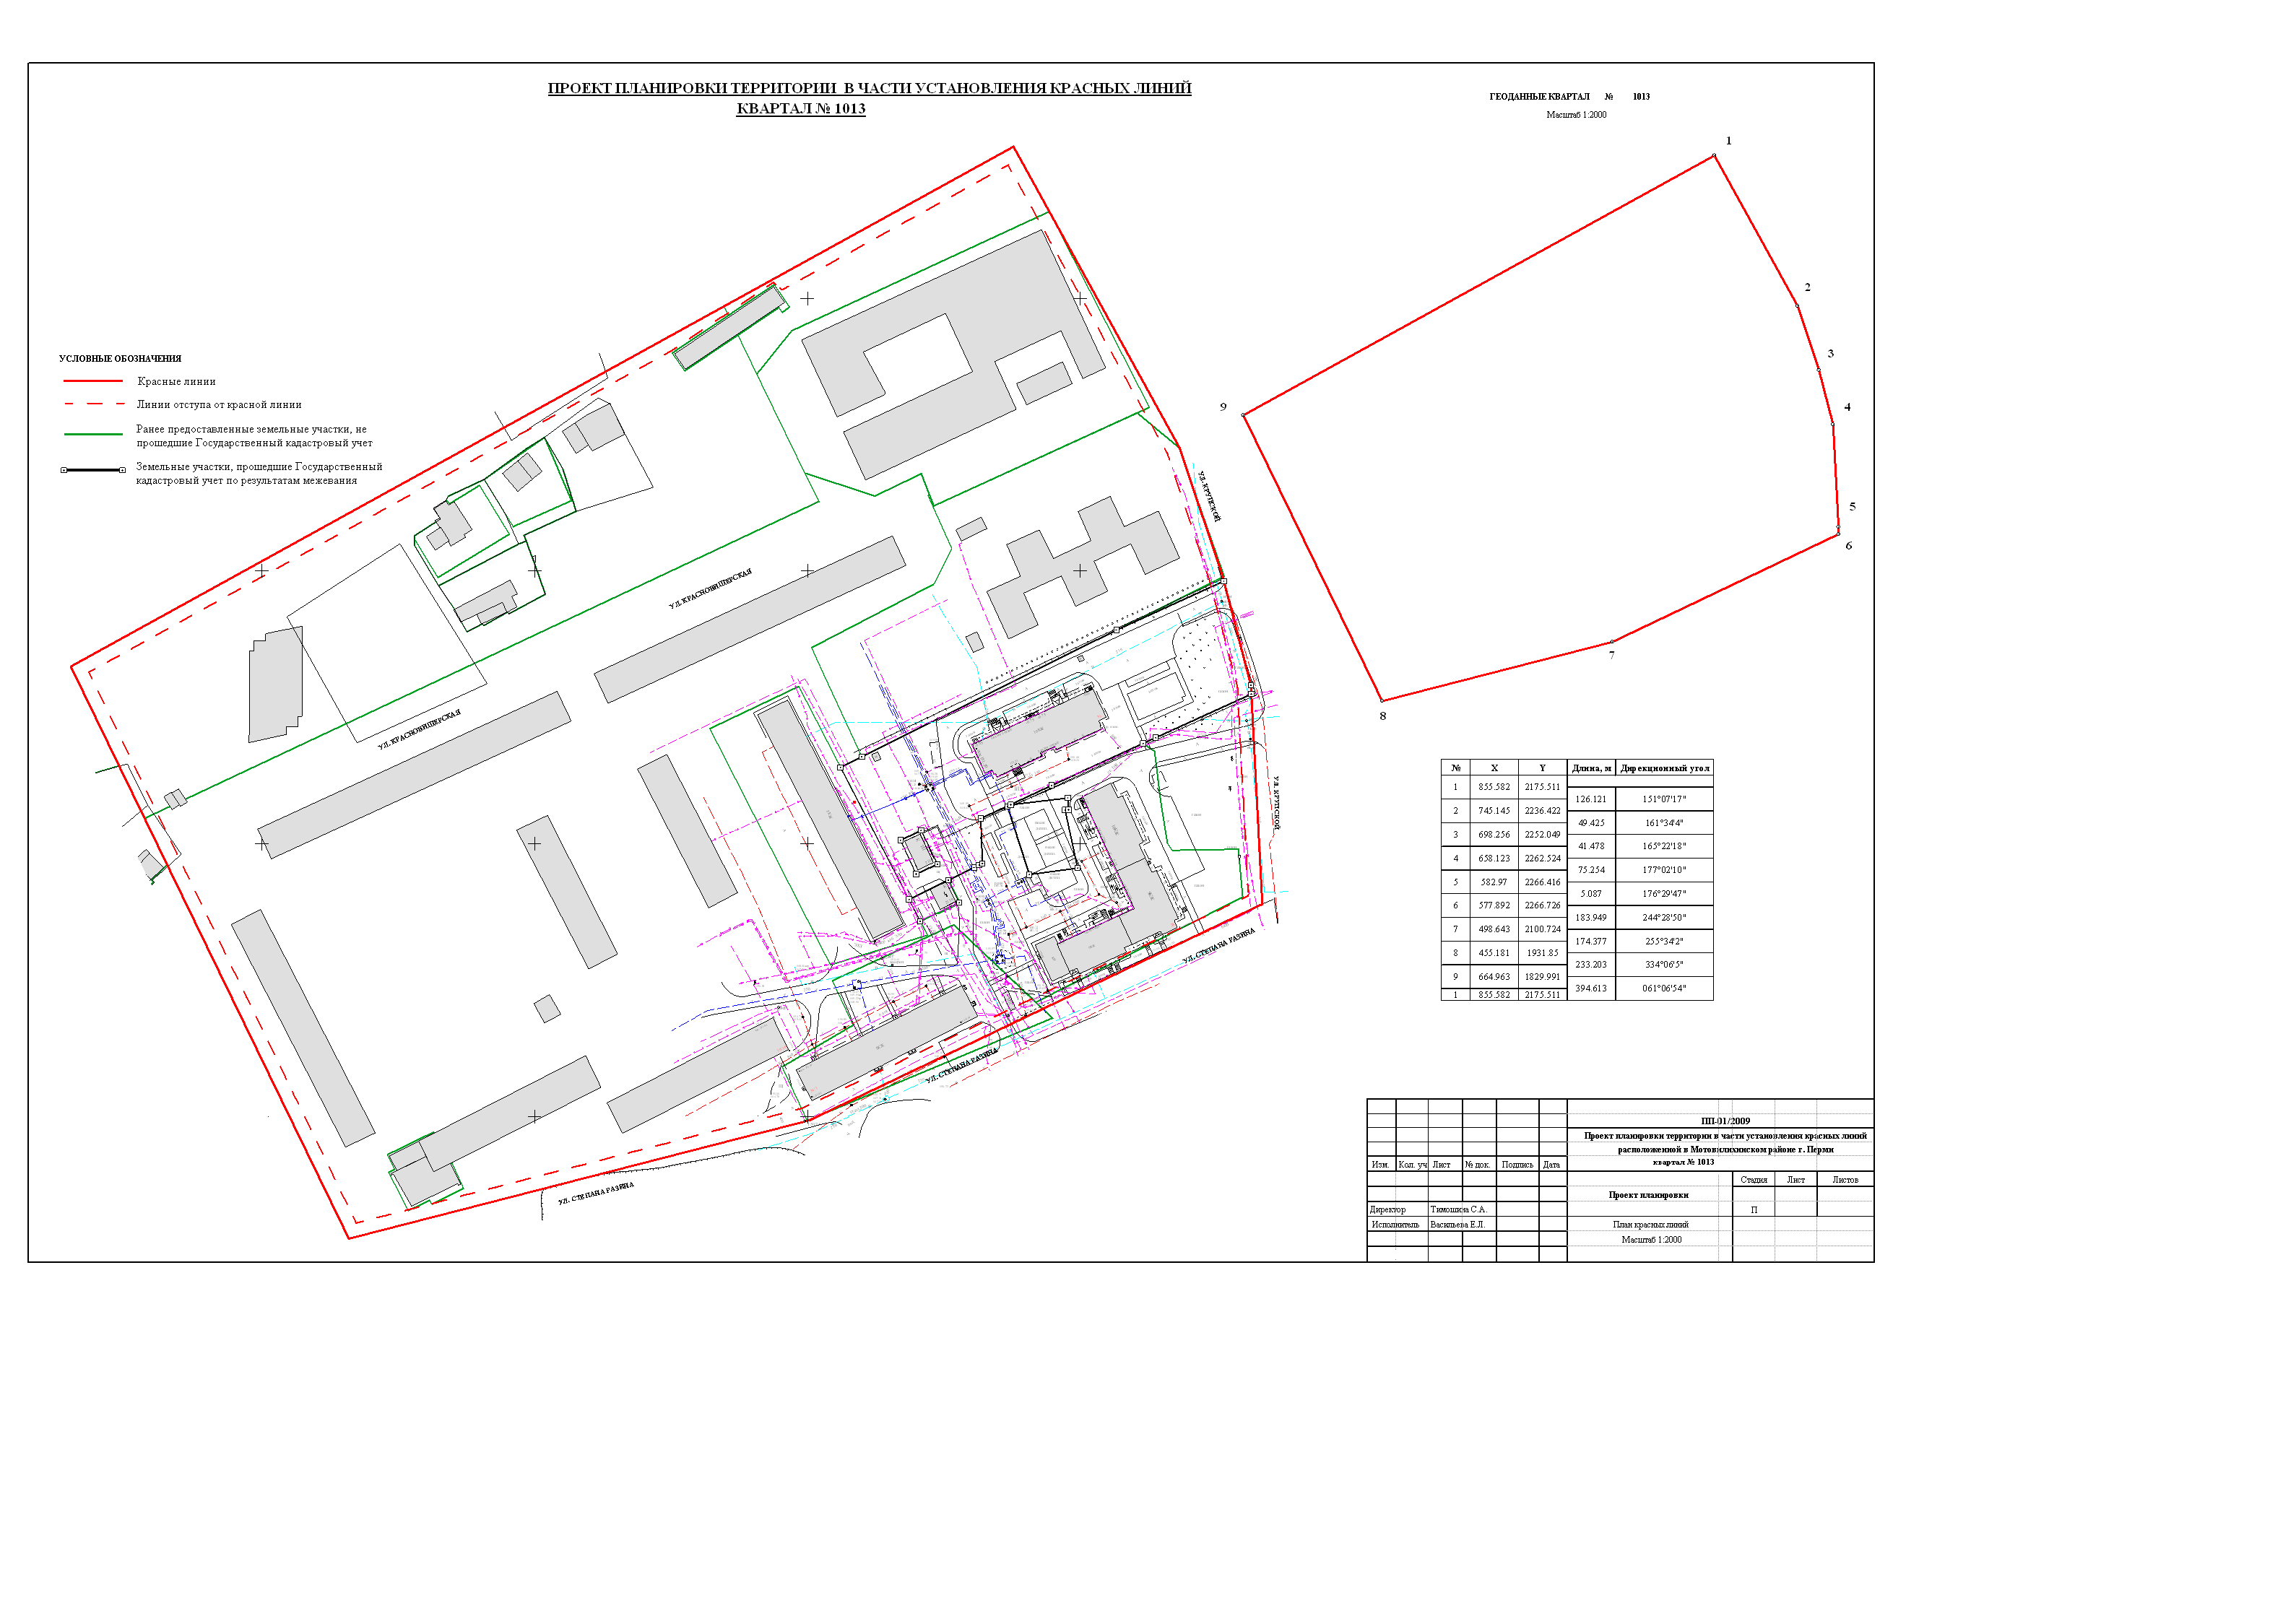 ПРОЕКТ ПЛАНИРОВКИ ТЕРРИТОРИИ В ЧАСТИ УСТАНОВЛЕНИЯ КРАСНЫХ ЛИНИЙ
КВАРТАЛ № 1013
ГЕОДАННЫЕ КВАРТАЛ № 1013
Масштаб 1:2000
1
2
3
4
5
6
7
8
9
УСЛОВНЫЕ ОБОЗНАЧЕНИЯ
Красные линии
Линии отступа от красной линии
Ранее предоставленные земельные участки, не
прошедшие Государственный кадастровый учет
Земельные участки, прошедшие Государственный
кадастровый учет по результатам межевания
УЛ. КРУПСКОЙ
УЛ. КРАСНОВИШЕРСКАЯ
УЛ. КРАСНОВИШЕРСКАЯ
УЛ. КРУПСКОЙ
УЛ. СТЕПАНА РАЗИНА
УЛ. СТЕПАНА РАЗИНА
УЛ. СТЕПАНА РАЗИНА
№ X Y Длина, м Дирекционный угол
1 855.582 2175.511
126.121 151°07'17"
2 745.145 2236.422
49.425 161°34'4"
3 698.256 2252.049
41.478 165°22'18"
4 658.123 2262.524
75.254 177°02'10"
5 582.97 2266.416
5.087 176°29'47"
6 577.892 2266.726
183.949 244°28'50"
7 498.643 2100.724
174.377 255°34'2"
8 455.181 1931.85
233.203 334°06'5"
9 664.963 1829.991
394.613 061°06'54"
1 855.582 2175.511
ПП-01/2009
Проект планировки территории в части установления красных линий
расположенной в Мотовилихинском районе г. Перми
квартал № 1013
Изм. Кол. уч Лист № док. Подпись Дата
Стадия Лист Листов
Проект планировки
Директор Тимошина С.А.
П
Исполнитель Васильева Е.Л.
План красных линий
Масштаб 1:2000